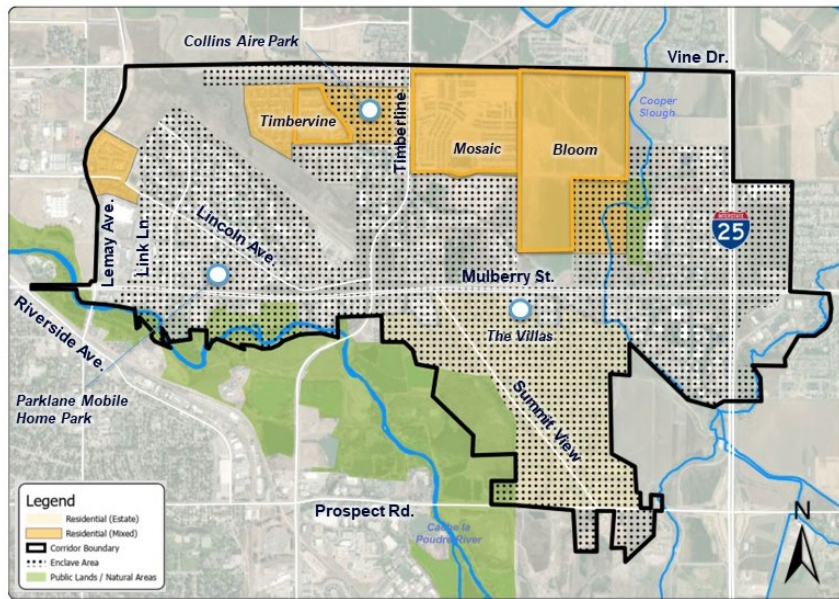 Collins Aire Park
Vine Dr.
Cooper
Slough
Timbervine
Timberline
Mosaic
Bloom
Lemay Ave.
Link Ln.
Lincoln Ave.
INTERSTATE
25
Mulberry St.
Riverside Ave.
The Villas
Parklane Mobile
Home Park
Summit View
Legend
Residential (Estate)
Residential (Mixed)
Corridor Boundary
Enclave Area
Public Lands / Natural Areas
Prospect Rd.
Cache la
Poudre River
N